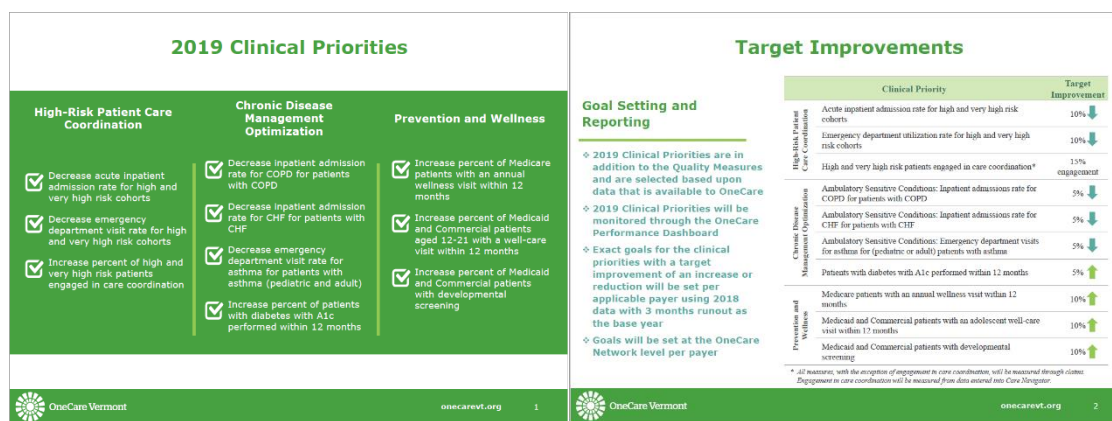 2019 Clinical Priorities
High-Risk Patient Care
Coordination
Decrease acute inpatient
admission rate for high and
very high risk cohorts
Decrease emergency
department visit rate for high
and very high risk cohorts
Increase percent of high and
very high risk patients
engaged in care coordination
Chronic Disease
Management
Optimization
Decrease inpatient admission
rate for COPD for patients
with COPD
Decrease inpatient admission
rate for CHF for patients with
CHF
Decrease emergency
department visit rate for
asthma for patients with
asthma (pediatric and adult)
Increase percent of patients
with diabetes with A1c
performed within 12 months
Prevention and Wellness
Increase percent of Medicare
patients with an annual
wellness visit within 12
months
Increase percent of Medicaid
and Commercial patients
aged 12-21 with a well-care
visit within 12 months
Increase percent of Medicaid
and Commercial patients
with developmental
screening
OneCare Vermont
onecarevt.org 1
Target Improvements
Goal Setting and
Reporting
2019 Clinical Priorities are in
addition to the Quality Measures
and are selected based upon
data that is available to OneCare
2019 Clinical Priorities will be
monitored through the OneCare
Performance Dashboard
Exact goals for the clinical
priorities with a target
improvement of an increase or
reduction will be set per
applicable payer using 2018
data with 3 months runout as
the base year
Goals will be set at the OneCare
Network level per payer
Clinical Priority
Target
Improvement
High-Risk Patient
Care Coordination
Acute inpatient admission rate for high and very high risk
cohorts
10%
Emergency department utilization rate for high and very high
risk cohorts
10%
High and very high risk patients engaged in care coordination*
15%
engagement
Chronic Disease
Management Optimization
Ambulatory Sensitive Conditions: Inpatient admissions rate for
COPD for patients with COPD
5%
Ambulatory Sensitive Conditions: Inpatient admissions rate for
CHF for patients with CHF
5%
Ambulatory Sensitive Conditions: Emergency department visits
for asthma for (pediatric or adult) patients with asthma
5%
Patients with diabetes with A1c performed within 12 months
5%
Prevention and
Wellness
Medicare patients with an annual wellness visit within 12
months
10%
Medicaid and Commercial patients with an adolescent well-care
visit within 12 months
10%
Medicaid and Commercial patients with developmental
screening
10%
* All measures, with the exception of engagement in care coordination, will be measured through claims.
Engagement in care coordination will be measured from data entered into Care Navigator.
OneCare Vermont
onecarevt.org 2